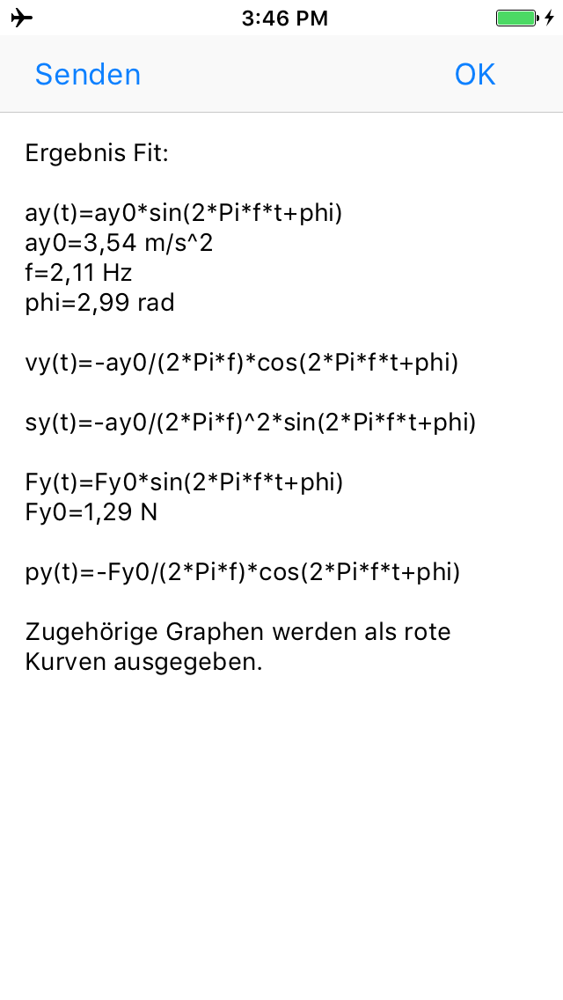 3:46 PM
Senden OK
Ergebnis Fit:
ay(t)=ay0*sin(2*Pi*f*t+phi)
ay0=3,54 m/s^2
f=2,11 Hz
phi=2,99 rad
vy(t)=-ay0/(2*Pi*f)*cos(2*Pi*f*t+phi)
sy(t)=-ay0/(2*Pi*f)^2*sin(2*Pi*f*t+phi)
Fy(t)=Fy0*sin(2*Pi*f*t+phi)
Fy0=1,29 N
py(t)=-Fy0/(2*Pi*f)*cos(2*Pi*f*t+phi)
Zugehörige Graphen werden als rote
Kurven ausgegeben.